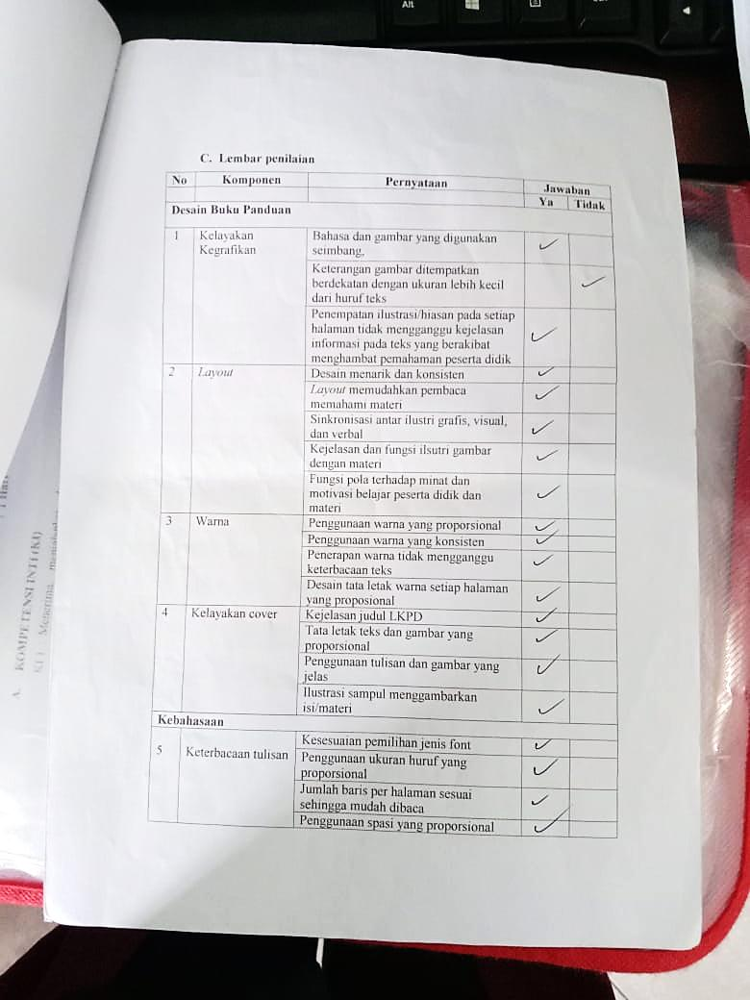 Alt
C. Lembar penilaian
No Komponen Pernyataan Jawaban
Ya Tidak
Desain Buku Panduan
1 Kelayakan Kegrafikan
Bahasa dan gambar yang digunakan
seimbang,
Keterangan gambar ditempatkan
berdekatan dengan ukuran lebih kecil
dari huruf teks
Penempatan ilustrasi/hiasan pada setiap
halaman tidak mengganggu kejelasan
informasi pada teks yang berakibat
menghambat pemahaman peserta didik
2 Layout
Desain menarik dan konsisten
Layout memudahkan pembaca
memahami materi
Sinkronisasi antar ilustri grafis, visual,
dan verbal
Kejelasan dan fungsi ilsutri gambar
dengan materi
Fungsi pola terhadap minat dan
motivasi belajar peserta didik dan
materi
3 Warna
Penggunaan warna yang proporsional
Penggunaan warna yang konsisten
Penerapan warna tidak mengganggu
keterbacaan teks
Desain tata letak warna setiap halaman
yang proposional
4 Kelayakan cover
Kejelasan judul LKPD
Tata letak teks dan gambar yang
proporsional
Penggunaan tulisan dan gambar yang
jelas
Ilustrasi sampul menggambarkan
isi/materi
Kebahasaan
5 Keterbacaan tulisan
Kesesuaian pemilihan jenis font
Penggunaan ukuran huruf yang
proporsional
Jumlah baris per halaman sesuai
sehingga mudah dibaca
Penggunaan spasi yang proporsional
A. KOMPETENSI INTI (KI)